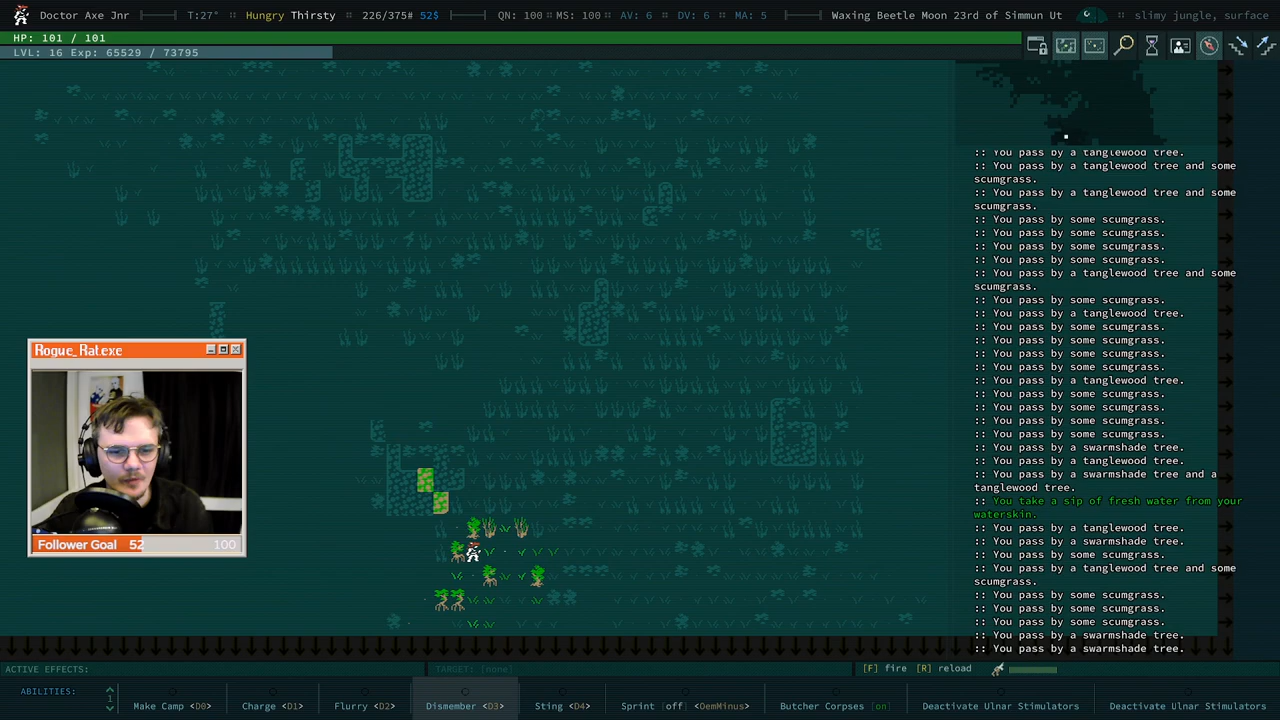 Doctor Axe Jnr T:27° :: Hungry Thirsty :: 226/375# 52$ QN: 100 :: MS: 100 :: AV: 6 :: DV: 6 :: MA: 5 Waxing Beetle Moon 23rd of Simmun Ut :: slimy jungle, surface
HP: 101 / 101
LVL: 16 Exp: 65529 / 73795
:: You pass by a tanglewood tree.
:: You pass by a tanglewood tree and some
scumgrass.
:: You pass by a tanglewood tree and some
scumgrass.
:: You pass by some scumgrass.
:: You pass by some scumgrass.
:: You pass by some scumgrass.
:: You pass by some scumgrass.
:: You pass by a tanglewood tree and some
scumgrass.
:: You pass by some scumgrass.
:: You pass by a tanglewood tree.
:: You pass by some scumgrass.
:: You pass by some scumgrass.
:: You pass by some scumgrass.
:: You pass by some scumgrass.
:: You pass by a tanglewood tree.
:: You pass by some scumgrass.
:: You pass by some scumgrass.
:: You pass by some scumgrass.
:: You pass by some scumgrass.
:: You pass by a swarmshade tree.
:: You pass by a tanglewood tree.
:: You pass by a swarmshade tree and a
tanglewood tree.
:: You take a sip of fresh water from your
waterskin.
:: You pass by a tanglewood tree.
:: You pass by a swarmshade tree.
:: You pass by some scumgrass.
:: You pass by a tanglewood tree and some
scumgrass.
:: You pass by some scumgrass.
:: You pass by some scumgrass.
:: You pass by some scumgrass.
:: You pass by a swarmshade tree.
:: You pass by a swarmshade tree.
Rogue_Rat.exe
Follower Goal 52 100
ACTIVE EFFECTS: TARGET: [none] [F] fire [R] reload
ABILITIES: 1 Make Camp <D0> Charge <D1> Flurry <D2> Dismember <D3> Sting <D4> Sprint [off] <OemMinus> Butcher Corpses [on] Deactivate Ulnar Stimulators Deactivate Ulnar Stimulators